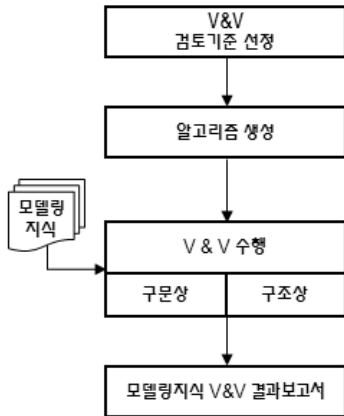 V&V
검토기준 선정
알고리즘 생성
모델링
지식
V & V 수행
구문상
구조상
모델링지식 V&V 결과보고서